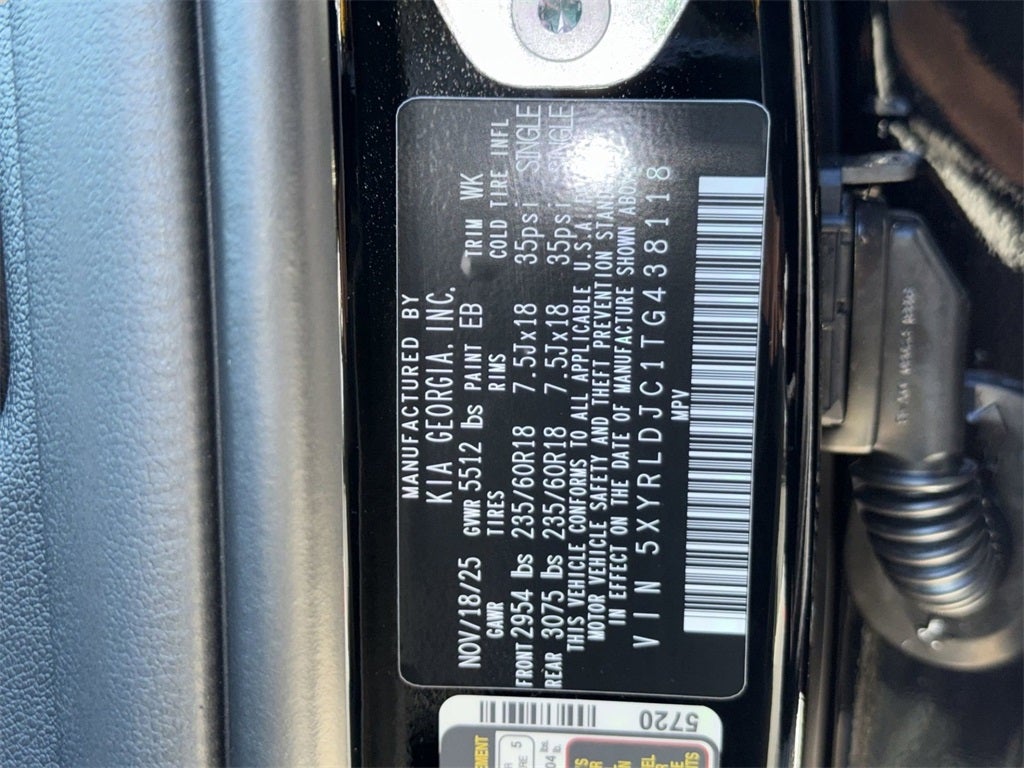 MANUFACTURED BY
KIA GEORGIA, INC.
NOV/18/25 GVWR 5512 lbs PAINT EB TRIM WK
GAWR TIRES RIMS COLD TIRE INFL
FRONT 2954 lbs 235/60R18 7.5Jx18 35psi SINGLE
REAR 3075 lbs 235/60R18 7.5Jx18 35psi SINGLE
THIS VEHICLE CONFORMS TO ALL APPLICABLE U.S.A.
MOTOR VEHICLE SAFETY AND THEFT PREVENTION
IN EFFECT ON THE DATE OF MANUFACTURE SHOWN
VIN 5XYRLDJC1TG438118
MPV
5720